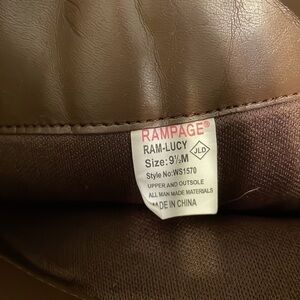 RAMPAGE®
RAM-LUCY
JLD
Size: 9½M
Style No:WS1570
UPPER AND OUTSOLE
ALL MAN MADE MATERIALS
MADE IN CHINA